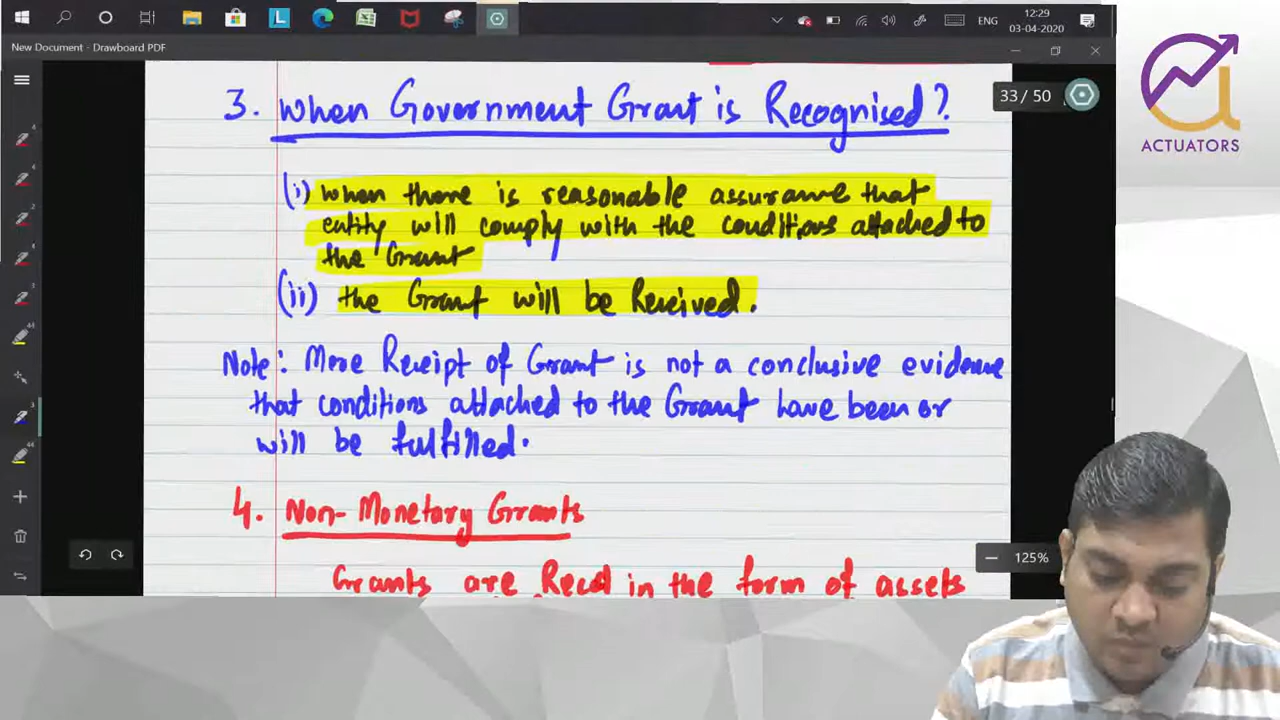 ENG
12:29
03-04-2020
New Document - Drawboard PDF
33 / 50
ACTUATORS
3. When Government Grant is Recognised?
(i) when there is reasonable assurance that
entity will comply with the conditions attached to
the Grant
(ii) the Grant will be Received.
Note: Mere Receipt of Grant is not a conclusive evidence
that conditions attached to the Grant have been or
will be fulfilled.
4. Non-Monetary Grants
125%
Grants are Recd in the form of assets